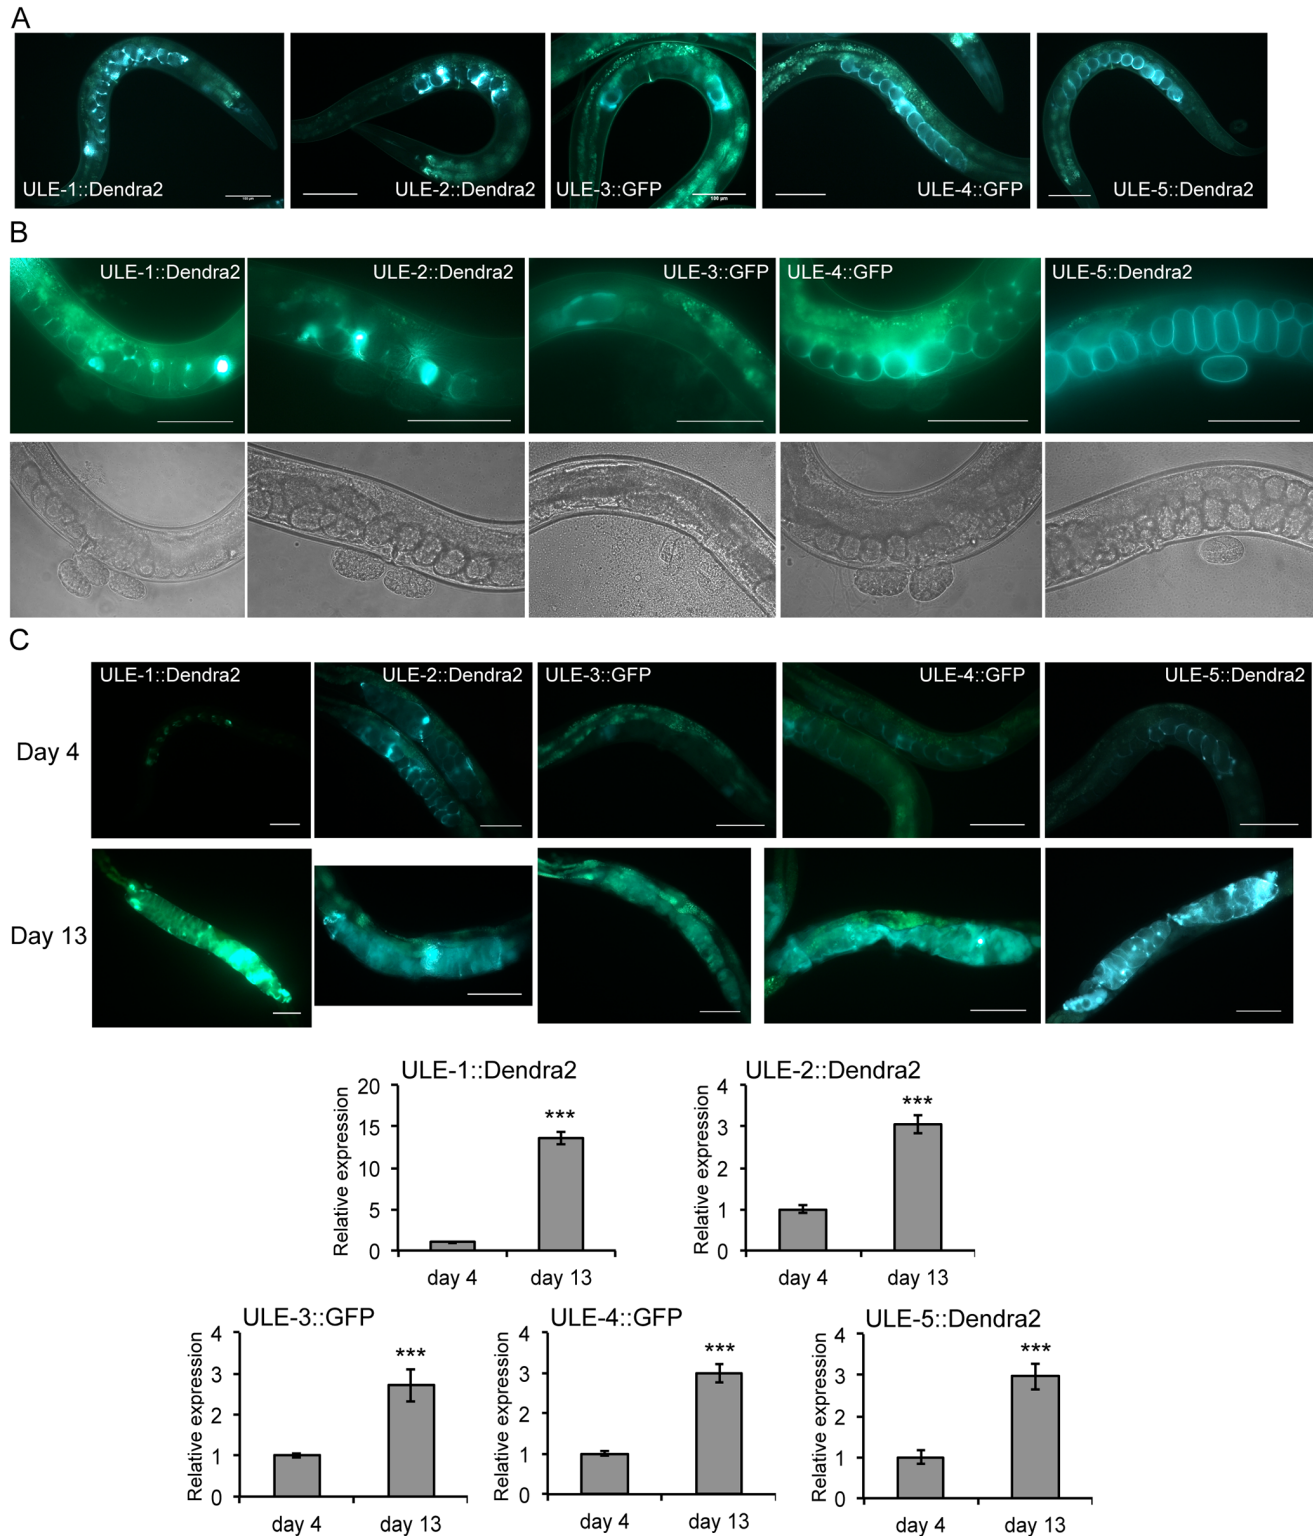 A
ULE-1::Dendra2
100 µm
ULE-2::Dendra2
ULE-3::GFP
100 µm
ULE-4::GFP
ULE-5::Dendra2
B
ULE-1::Dendra2
ULE-2::Dendra2
ULE-3::GFP
ULE-4::GFP
ULE-5::Dendra2
C
ULE-1::Dendra2
ULE-2::Dendra2
ULE-3::GFP
ULE-4::GFP
ULE-5::Dendra2
Day 4
Day 13
ULE-1::Dendra2
Relative expression
20
15
10
5
0
***
day 4
day 13
ULE-2::Dendra2
Relative expression
4
3
2
1
0
***
day 4
day 13
ULE-3::GFP
Relative expression
4
3
2
1
0
***
day 4
day 13
ULE-4::GFP
Relative expression
4
3
2
1
0
***
day 4
day 13
ULE-5::Dendra2
Relative expression
4
3
2
1
0
***
day 4
day 13